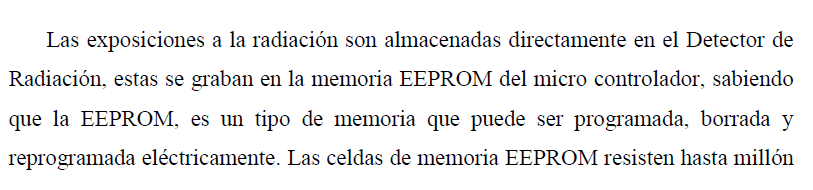 Las exposiciones a la radiación son almacenadas directamente en el Detector de
Radiación, estas se graban en la memoria EEPROM del micro controlador, sabiendo
que la EEPROM, es un tipo de memoria que puede ser programada, borrada y
reprogramada eléctricamente. Las celdas de memoria EEPROM resisten hasta millón